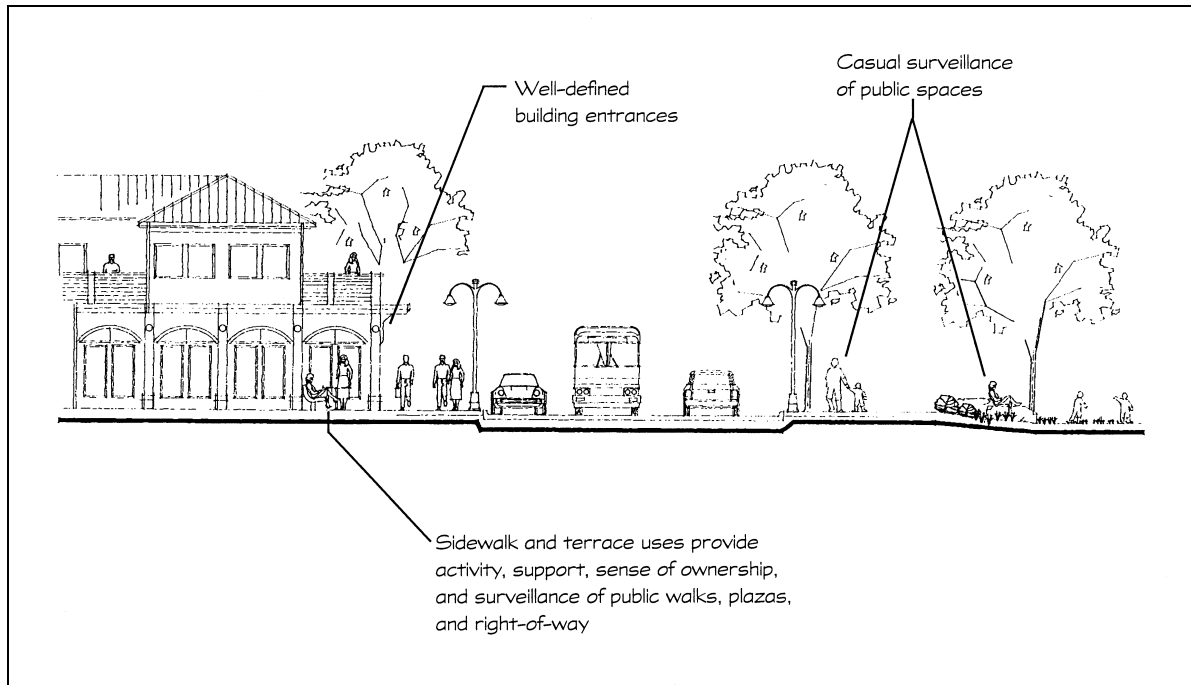 Well-defined
building entrances
Casual surveillance
of public spaces
Sidewalk and terrace uses provide
activity, support, sense of ownership,
and surveillance of public walks, plazas,
and right-of-way